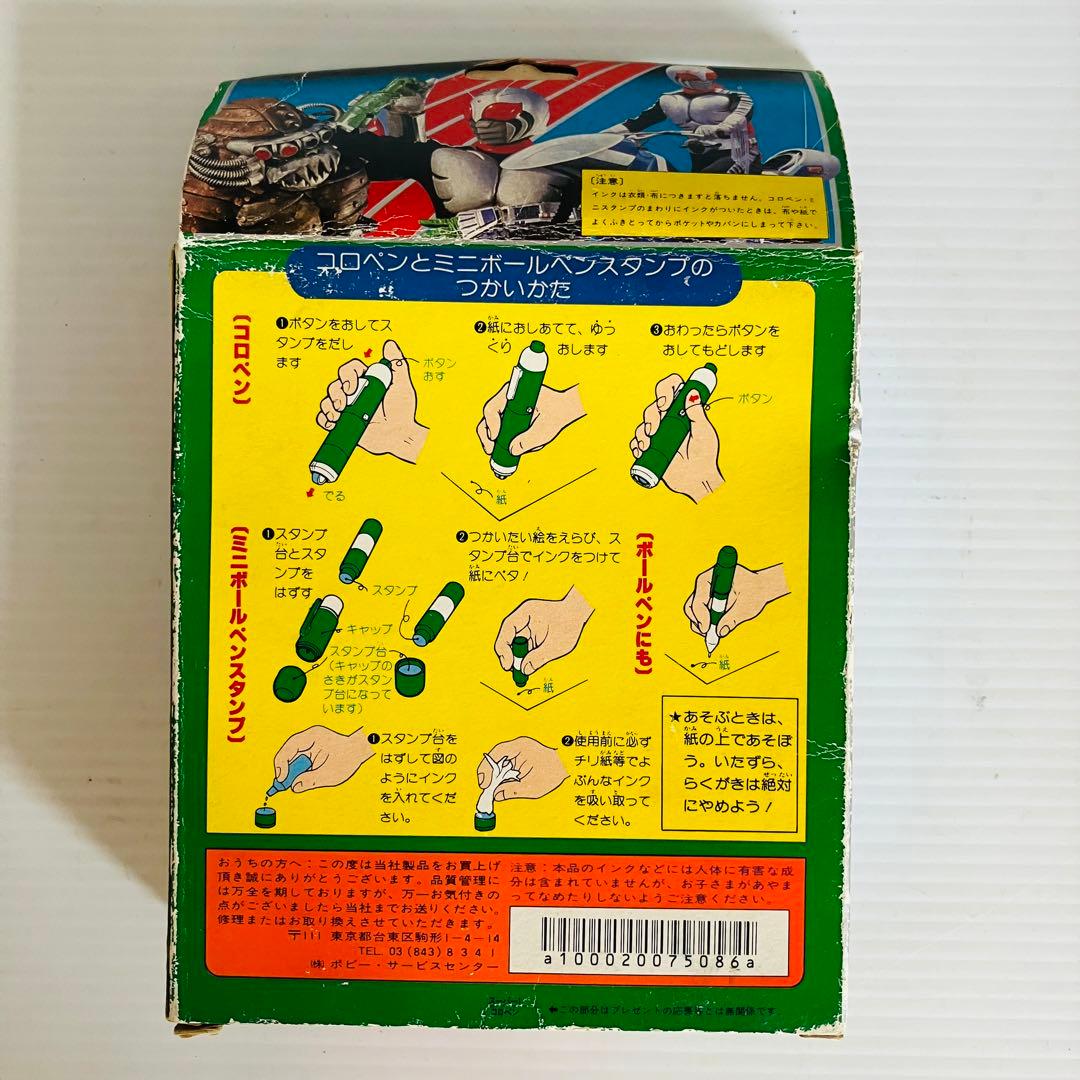 〔注意〕
インクは衣類・布につきますと落ちません。コロペン・ミ
ニスタンプのまわりにインクがついたときは、布や紙で
よくふきとってからポケットやカバンにしまって下さい。
コロペンとミニボールペンスタンプの
つかいかた
〔コロペン〕
❶ボタンをおしてス
タンプをだし
ます
ボタン
おす
でる
❷紙におしあてて、ゆっ
くり おします
紙
❸おわったらボタンを
おしてもどします
ボタン
〔ミニボールペンスタンプ〕
❶スタンプ
台とスタ
ンプを
はずす
スタンプ
キャップ
スタンプ台
(キャップの
さきがスタン
プ台になって
います)
❷つかいたい絵をえらび、ス
タンプ台でインクをつけて
紙にペタ!
紙
〔ボールペンにも〕
紙
❶スタンプ台を
はずして図の
ようにインク
を入れてくだ
さい。
❷使用前に必ず
チリ紙等でよ
ぶんなインク
を吸い取って
ください。
★あそぶときは、
紙の上であそぼ
う。いたずら、
らくがきは絶対
にやめよう!
おうちの方へ:この度は当社製品をお買上げ
頂き誠にありがとうございます。品質管理に
は万全を期しておりますが、万一お気付きの
点がございましたら当社までお送りください。
修理またはお取り換えさせていただきます。
〒111 東京都台東区駒形1-4-14
TEL. 03 (843) 8341
㈱ ポピー・サービスセンター
注意:本品のインクなどには人体に有害な成
分は含まれていませんが、お子さまがあやま
ってなめたりしないようご注意ください。
a100020075086a
コロペン
⬅この部分はプレゼントの応募券とは無関係です。